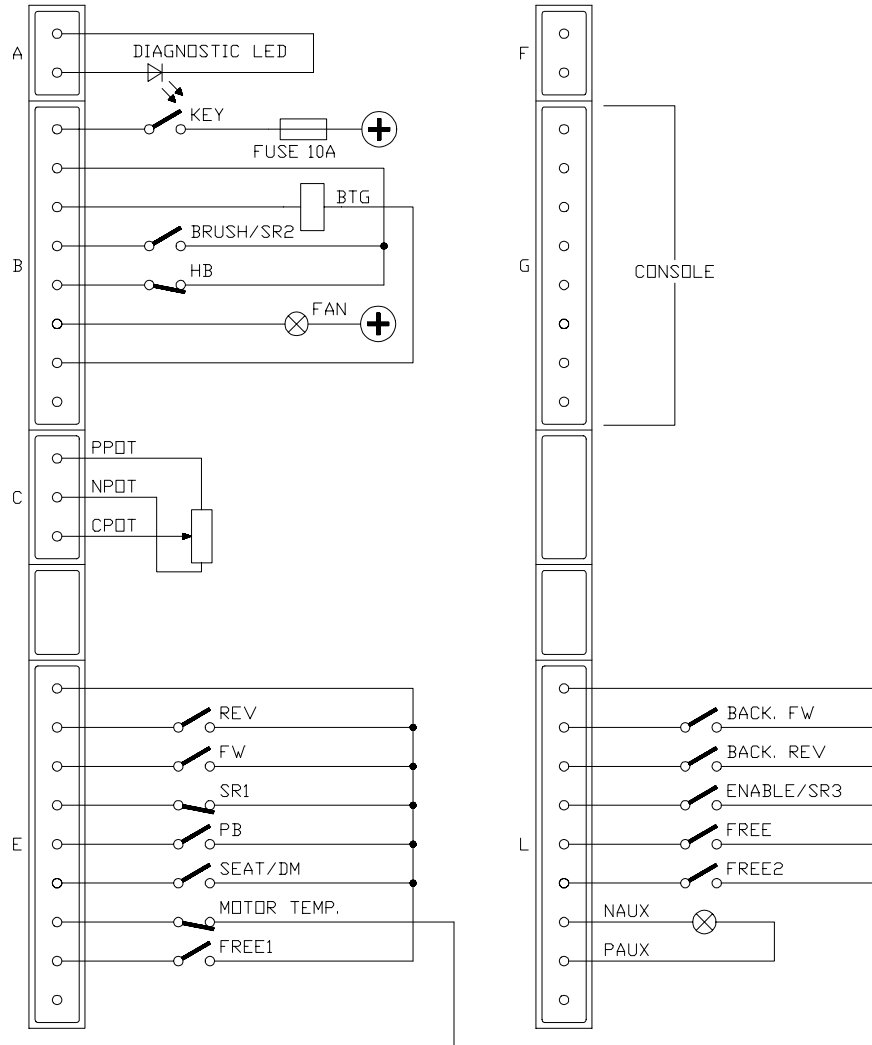 A
DIAGNOSTIC LED
KEY
FUSE 10A
BTG
BRUSH/SR2
B
HB
FAN
PPOT
C
NPOT
CPOT
REV
FW
SR1
E
PB
SEAT/DM
MOTOR TEMP.
FREE1
F
G
CONSOLE
BACK. FW
BACK. REV
ENABLE/SR3
L
FREE
FREE2
NAUX
PAUX